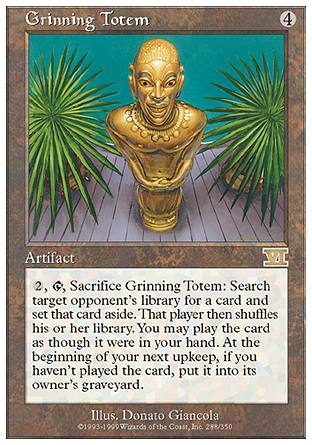 Grinning Totem 4
Artifact VI
2, T, Sacrifice Grinning Totem: Search
target opponent's library for a card and
set that card aside. That player then shuffles
his or her library. You may play the card
as though it were in your hand. At the
beginning of your next upkeep, if you
haven't played the card, put it into its
owner's graveyard.
Illus. Donato Giancola
©1993-1999 Wizards of the Coast, Inc. 288/350